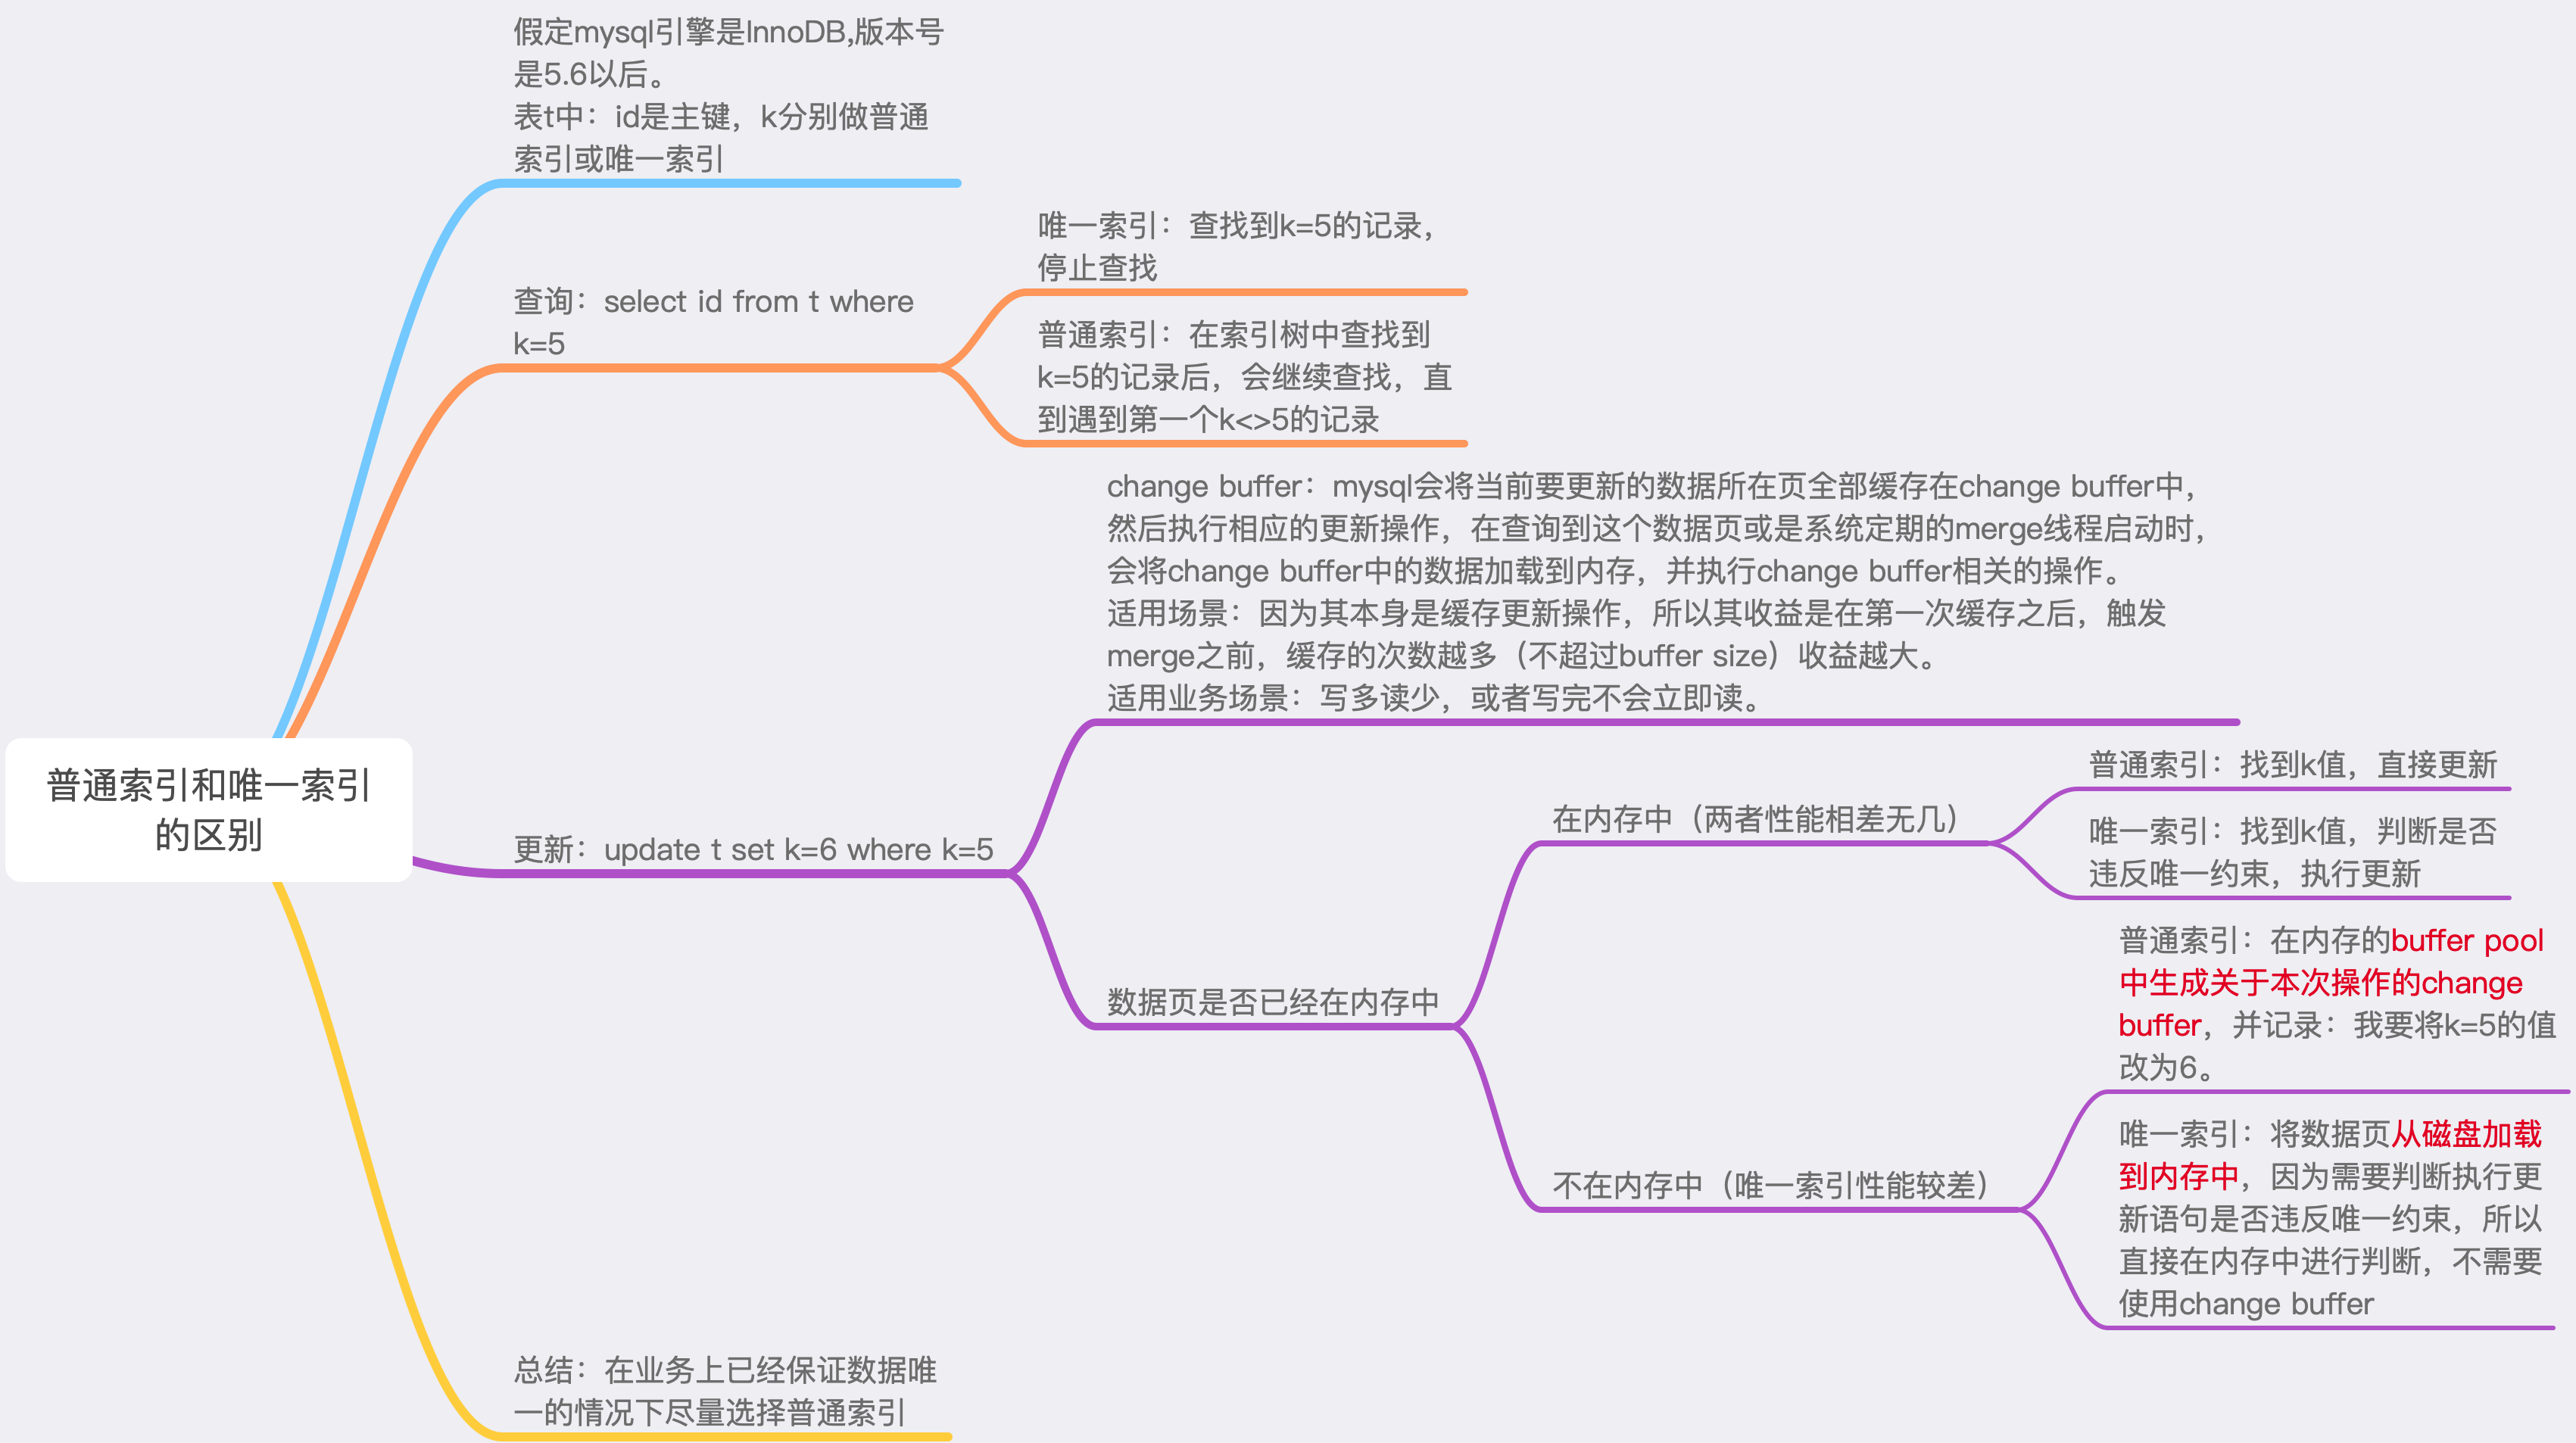 普通索引和唯一索引
的区别
假定mysql引擎是InnoDB,版本号
是5.6以后。
表t中：id是主键，k分别做普通
索引或唯一索引
查询：select id from t where
k=5
唯一索引：查找到k=5的记录，
停止查找
普通索引：在索引树中查找到
k=5的记录后，会继续查找，直
到遇到第一个k<>5的记录
更新：update t set k=6 where k=5
change buffer：mysql会将当前要更新的数据所在页全部缓存在change buffer中，
然后执行相应的更新操作，在查询到这个数据页或是系统定期的merge线程启动时，
会将change buffer中的数据加载到内存，并执行change buffer相关的操作。
适用场景：因为其本身是缓存更新操作，所以其收益是在第一次缓存之后，触发
merge之前，缓存的次数越多（不超过buffer size）收益越大。
适用业务场景：写多读少，或者写完不会立即读。
数据页是否已经在内存中
在内存中（两者性能相差无几）
普通索引：找到k值，直接更新
唯一索引：找到k值，判断是否
违反唯一约束，执行更新
不在内存中（唯一索引性能较差）
普通索引：在内存的buffer pool
中生成关于本次操作的change
buffer，并记录：我要将k=5的值
改为6。
唯一索引：将数据页从磁盘加载
到内存中，因为需要判断执行更
新语句是否违反唯一约束，所以
直接在内存中进行判断，不需要
使用change buffer
总结：在业务上已经保证数据唯
一的情况下尽量选择普通索引